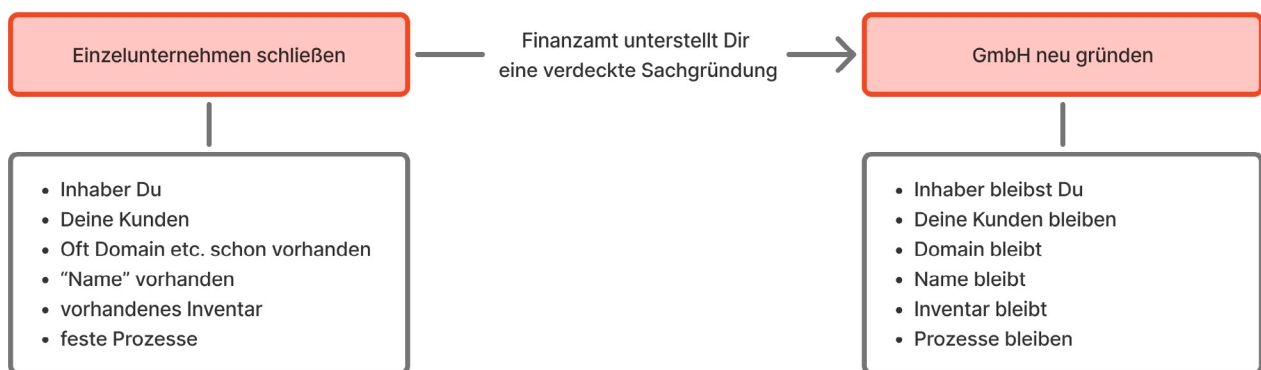 Einzelunternehmen schließen
Finanzamt unterstellt Dir
eine verdeckte Sachgründung
GmbH neu gründen
Inhaber Du
Deine Kunden
Oft Domain etc. schon vorhanden
“Name” vorhanden
vorhandenes Inventar
feste Prozesse
Inhaber bleibst Du
Deine Kunden bleiben
Domain bleibt
Name bleibt
Inventar bleibt
Prozesse bleiben